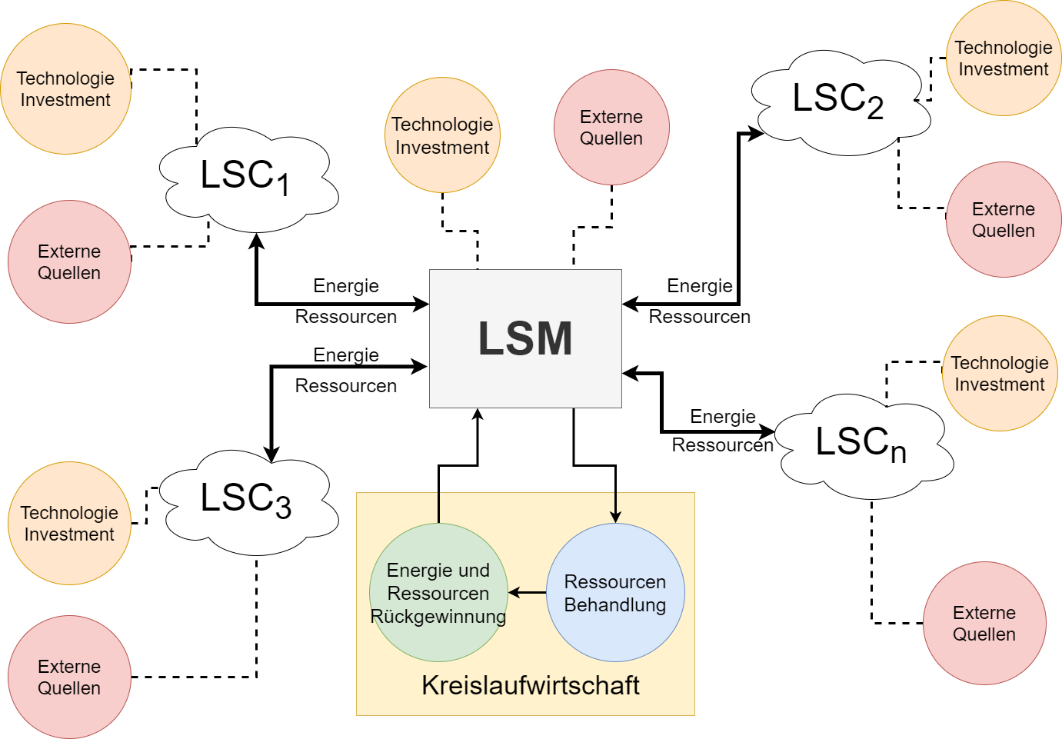 Technologie
Investment
LSC1
Externe
Quellen
Technologie
Investment
Externe
Quellen
LSC2
Technologie
Investment
Externe
Quellen
Energie
Ressourcen
Energie
Ressourcen
LSM
Energie
Ressourcen
Energie
Ressourcen
Technologie
Investment
LSCn
Externe
Quellen
LSC3
Technologie
Investment
Externe
Quellen
Energie und
Ressourcen
Rückgewinnung
Ressourcen
Behandlung
Kreislaufwirtschaft